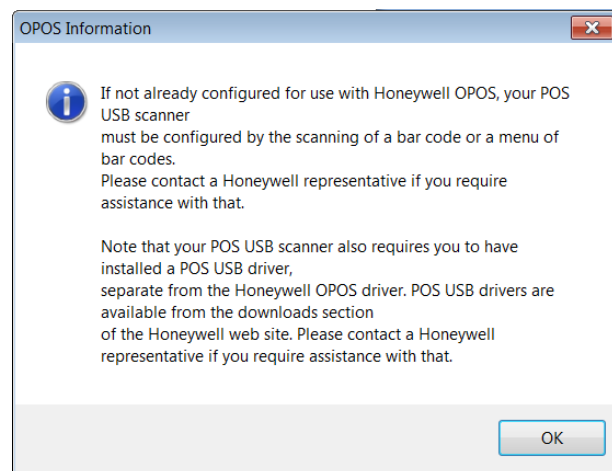 OPOS Information
If not already configured for use with Honeywell OPOS, your POS
USB scanner
must be configured by the scanning of a bar code or a menu of
bar codes.
Please contact a Honeywell representative if you require
assistance with that.
Note that your POS USB scanner also requires you to have
installed a POS USB driver,
separate from the Honeywell OPOS driver. POS USB drivers are
available from the downloads section
of the Honeywell web site. Please contact a Honeywell
representative if you require assistance with that.
OK